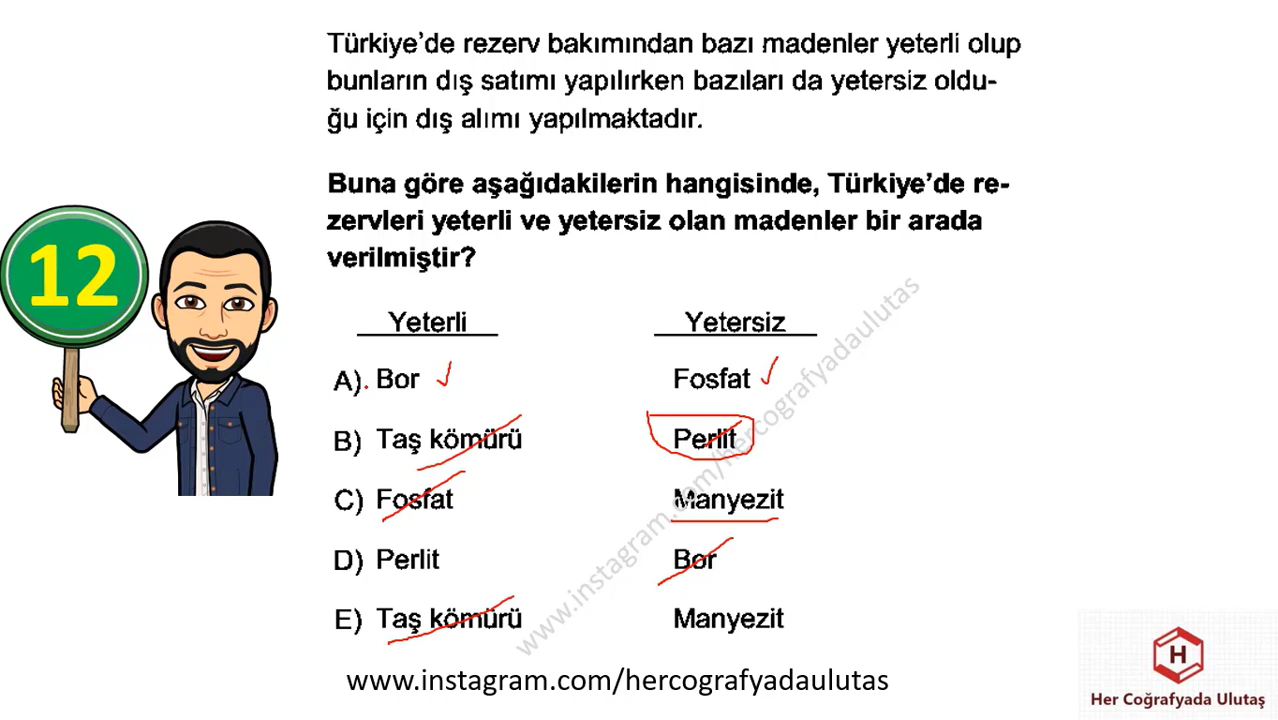 Türkiye’de rezerv bakımından bazı madenler yeterli olup
bunların dış satımı yapılırken bazıları da yetersiz oldu-
ğu için dış alımı yapılmaktadır.
Buna göre aşağıdakilerin hangisinde, Türkiye’de re-
zervleri yeterli ve yetersiz olan madenler bir arada
verilmiştir?
12
Yeterli Yetersiz
A) Bor Fosfat
B) Taş kömürü Perlit
C) Fosfat Manyezit
D) Perlit Bor
E) Taş kömürü Manyezit
www.instagram.com/hercografyadaulutas
www.instagram.com/hercografyadaulutas
H
Her Coğrafyada Ulutaş